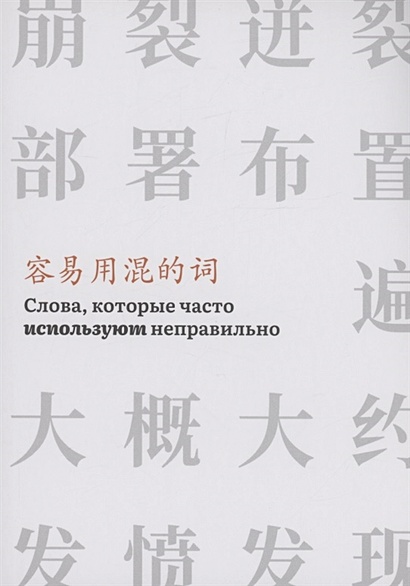 崩裂迸裂
部署布置
容易用混的词
Слова, которые часто
используют неправильно
遍
大概大约
发愤发现